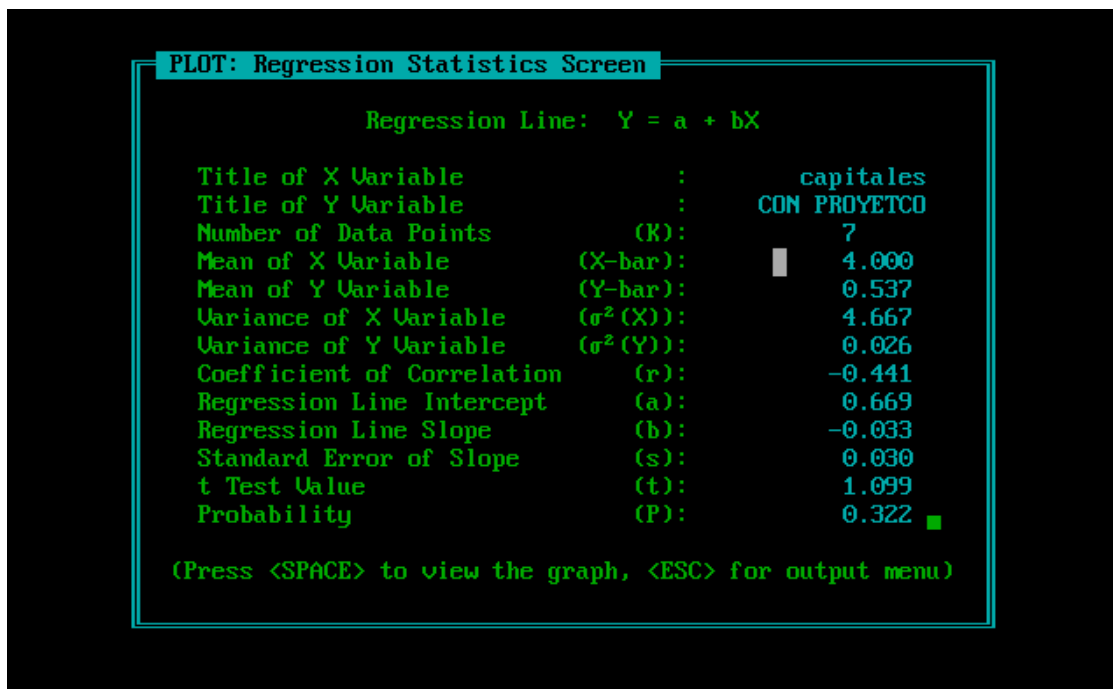 PLOT: Regression Statistics Screen
Regression Line: Y = a + bX
Title of X Variable : capitales
Title of Y Variable : CON PROYETCO
Number of Data Points (K): 7
Mean of X Variable (X-bar): 4.000
Mean of Y Variable (Y-bar): 0.537
Variance of X Variable (σ²(X)): 4.667
Variance of Y Variable (σ²(Y)): 0.026
Coefficient of Correlation (r): -0.441
Regression Line Intercept (a): 0.669
Regression Line Slope (b): -0.033
Standard Error of Slope (s): 0.030
t Test Value (t): 1.099
Probability (P): 0.322
(Press <SPACE> to view the graph, <ESC> for output menu)